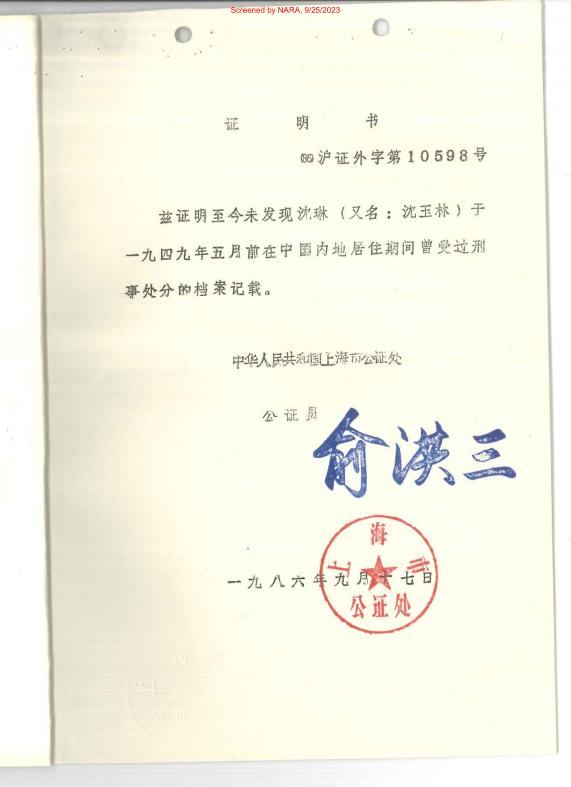 Screened by NARA, 9/25/2023
证 明 书
(86)沪证外字第10598号
兹证明至今未发现沈琳（又名：沈玉林）于
一九四九年五月前在中国内地居住期间曾受过刑
事处分的档案记载。
中华人民共和国上海市公证处
公证员
俞洪三
一九八六年九月十七日
上海市
公证处